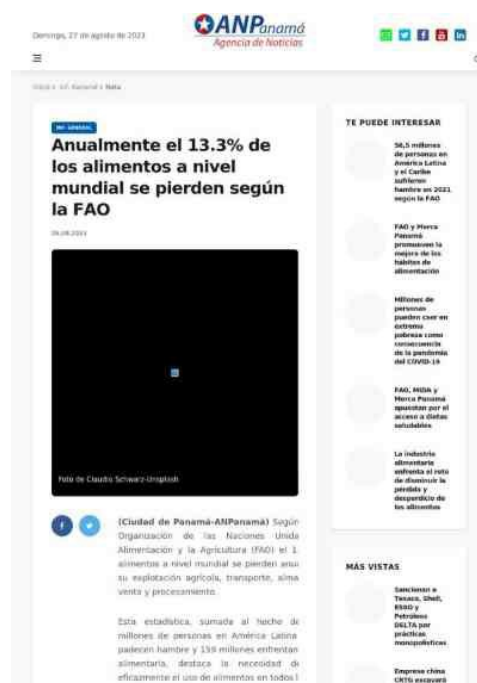 Domingo, 27 de agosto de 2023
ANPanamá
Agencia de Noticias
Inicio > Inf. General > Nota
INF. GENERAL
Anualmente el 13.3% de
los alimentos a nivel
mundial se pierden según
la FAO
Foto de Claudio Schwarz-Unsplash
(Ciudad de Panamá-ANPanamá) Según
Organización de las Naciones Unida
Alimentación y la Agricultura (FAO) el 1
alimentos a nivel mundial se pierden anua
su explotación agrícola, transporte, alma
venta y procesamiento.
Esta estadística, sumada al hecho de
millones de personas en América Latina
padecen hambre y 159 millones enfrentan
alimentaria, destaca la necesidad de
eficazmente el uso de alimentos en todos l
TE PUEDE INTERESAR
56,5 millones
de personas en
América Latina
y el Caribe
sufrieron
hambre en 2021
según la FAO
FAO y Merca
Panamá
promueven la
mejora de los
hábitos de
alimentación
Millones de
personas
pueden caer en
extrema
pobreza como
consecuencia
de la pandemia
del COVID-19
FAO, MIDA y
Merca Panamá
apuestan por el
acceso a dietas
saludables
La industria
alimentaria
enfrenta el reto
de disminuir la
pérdida y
desperdicio de
los alimentos
MÁS VISTAS
Sancionan a
Texaco, Shell,
ESSO y
Petróleos
DELTA por
prácticas
monopolísticas
Empresa china
CRTG excavará